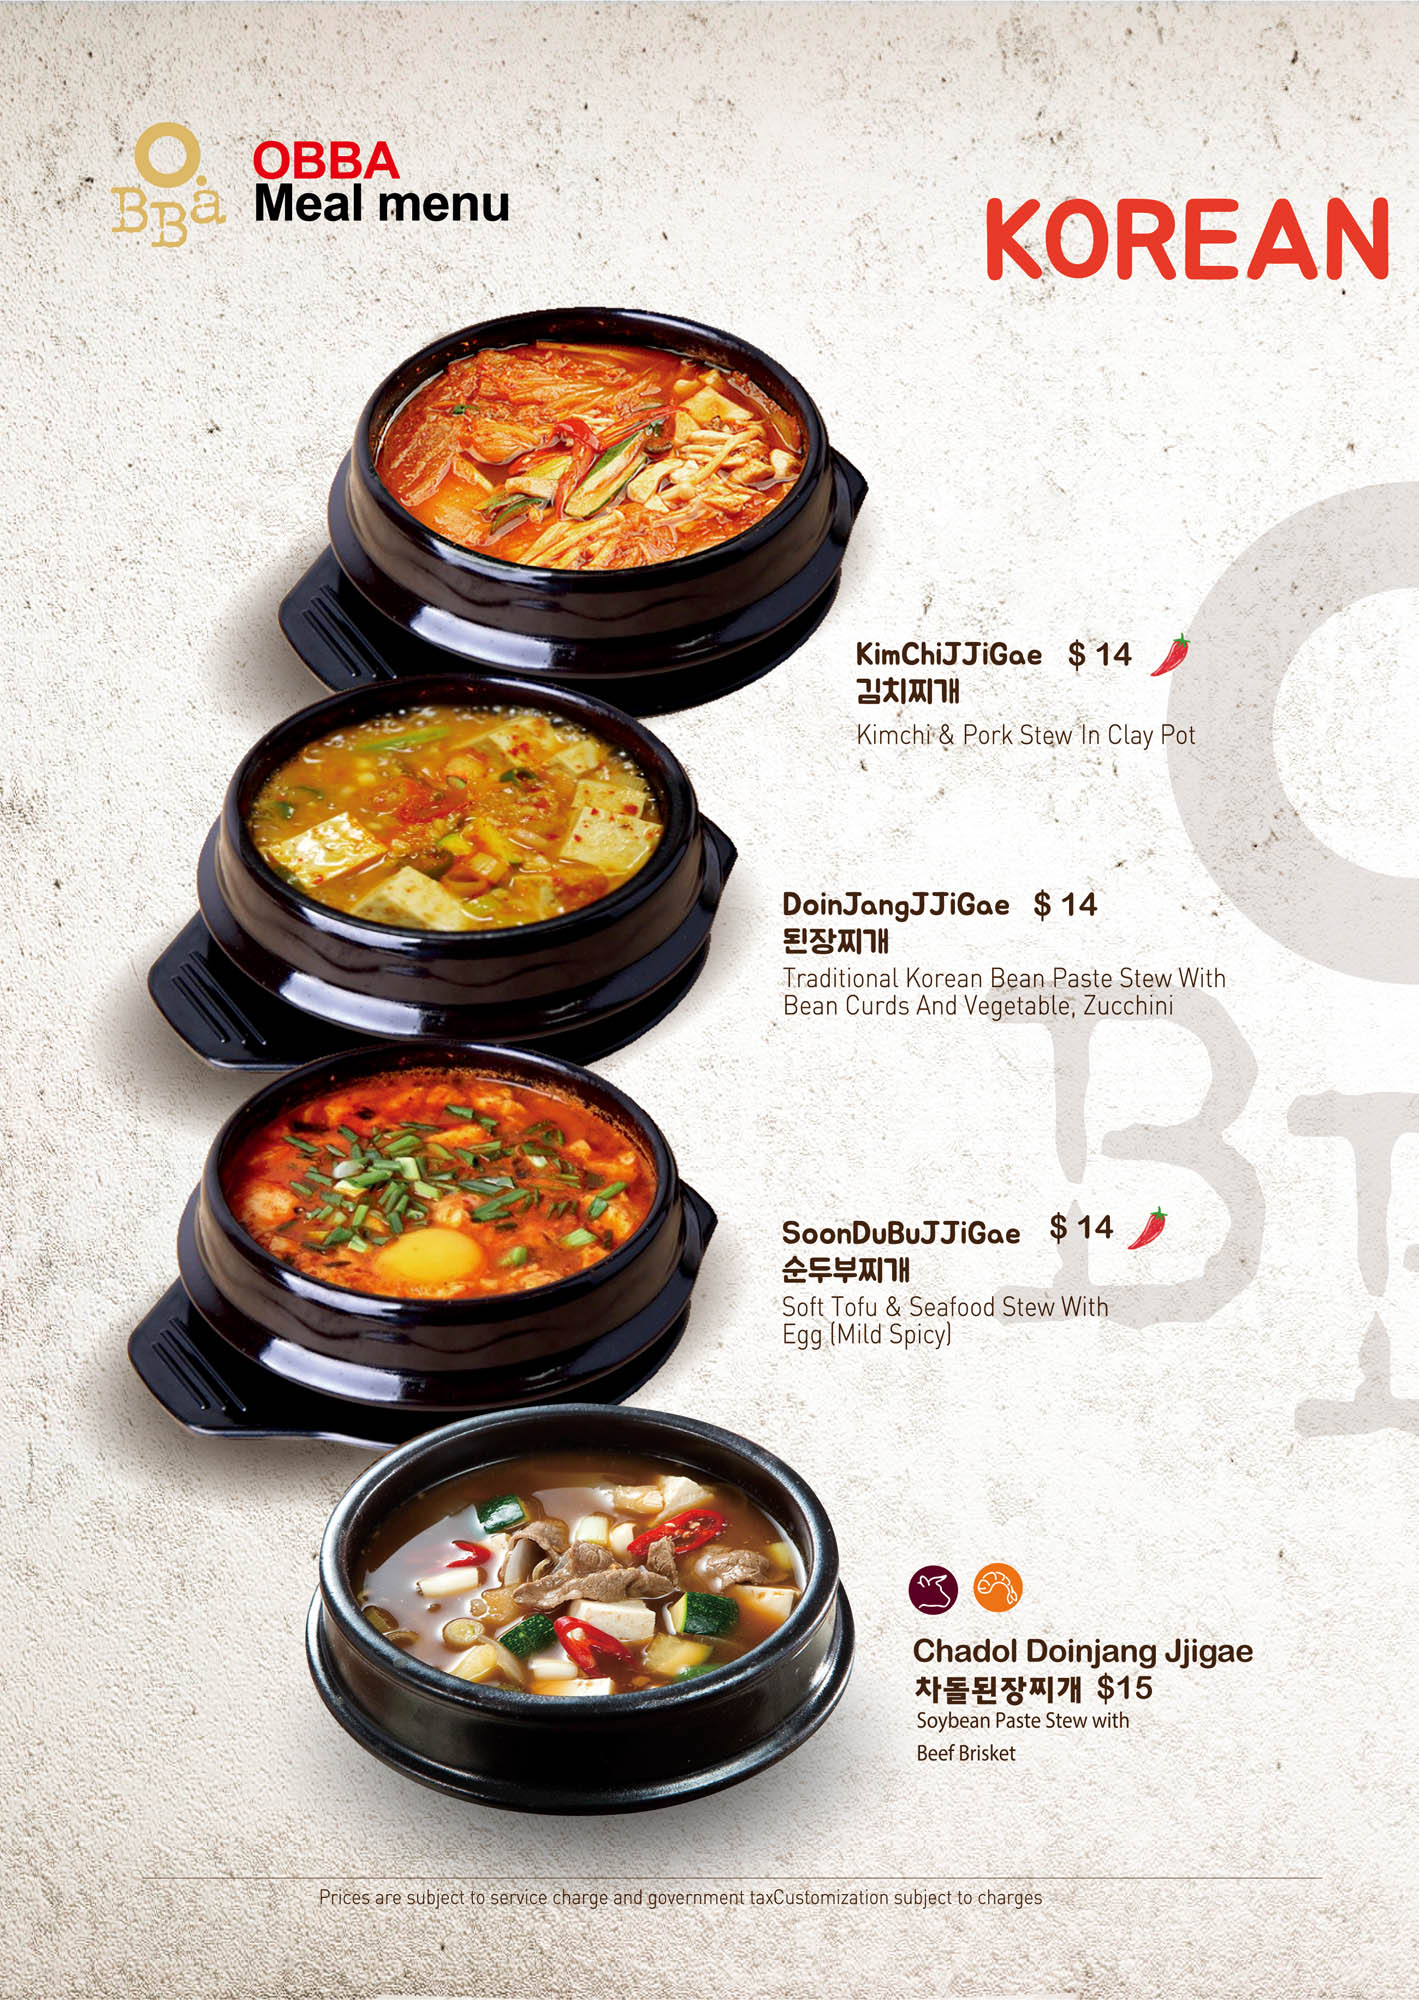 O.
BBa
OBBA
Meal menu
KOREAN
KimChiJJiGae $ 14
김치찌개
Kimchi & Pork Stew In Clay Pot
DoinJangJJiGae $ 14
된장찌개
Traditional Korean Bean Paste Stew With
Bean Curds And Vegetable, Zucchini
SoonDuBuJJiGae $ 14
순두부찌개
Soft Tofu & Seafood Stew With
Egg (Mild Spicy)
Chadol Doinjang Jjigae
차돌된장찌개 $15
Soybean Paste Stew with
Beef Brisket
Prices are subject to service charge and government taxCustomization subject to charges